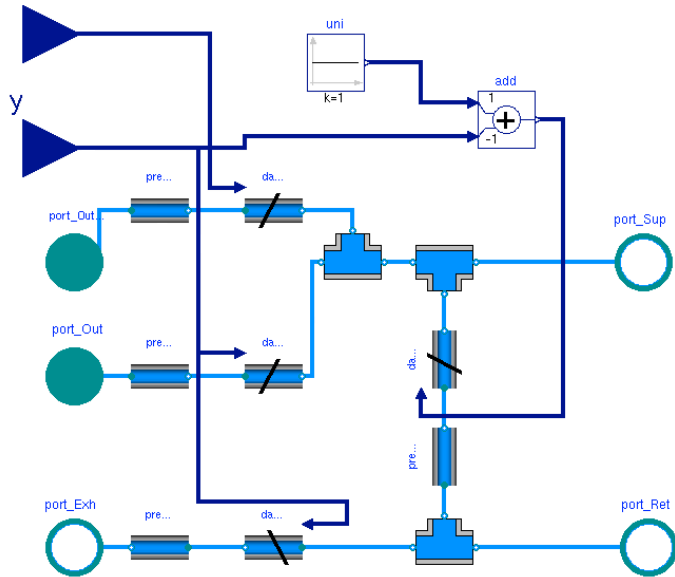 uni
k=1
add
1
+
-1
y
pre...
da...
port_Out...
port_Sup
port_Out
pre...
da...
da...
pre...
port_Exh
pre...
da...
port_Ret